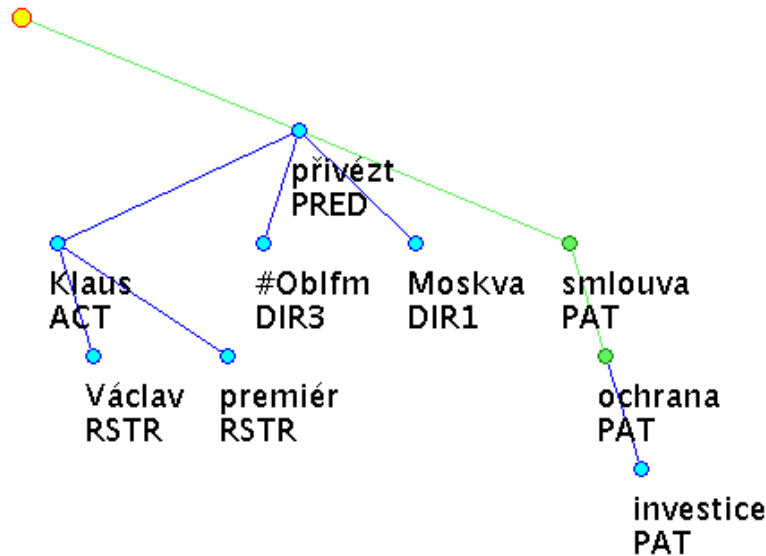 přivézt
PRED
Klaus
ACT
#Oblfm
DIR3
Moskva
DIR1
smlouva
PAT
Václav
RSTR
premiér
RSTR
ochrana
PAT
investice
PAT